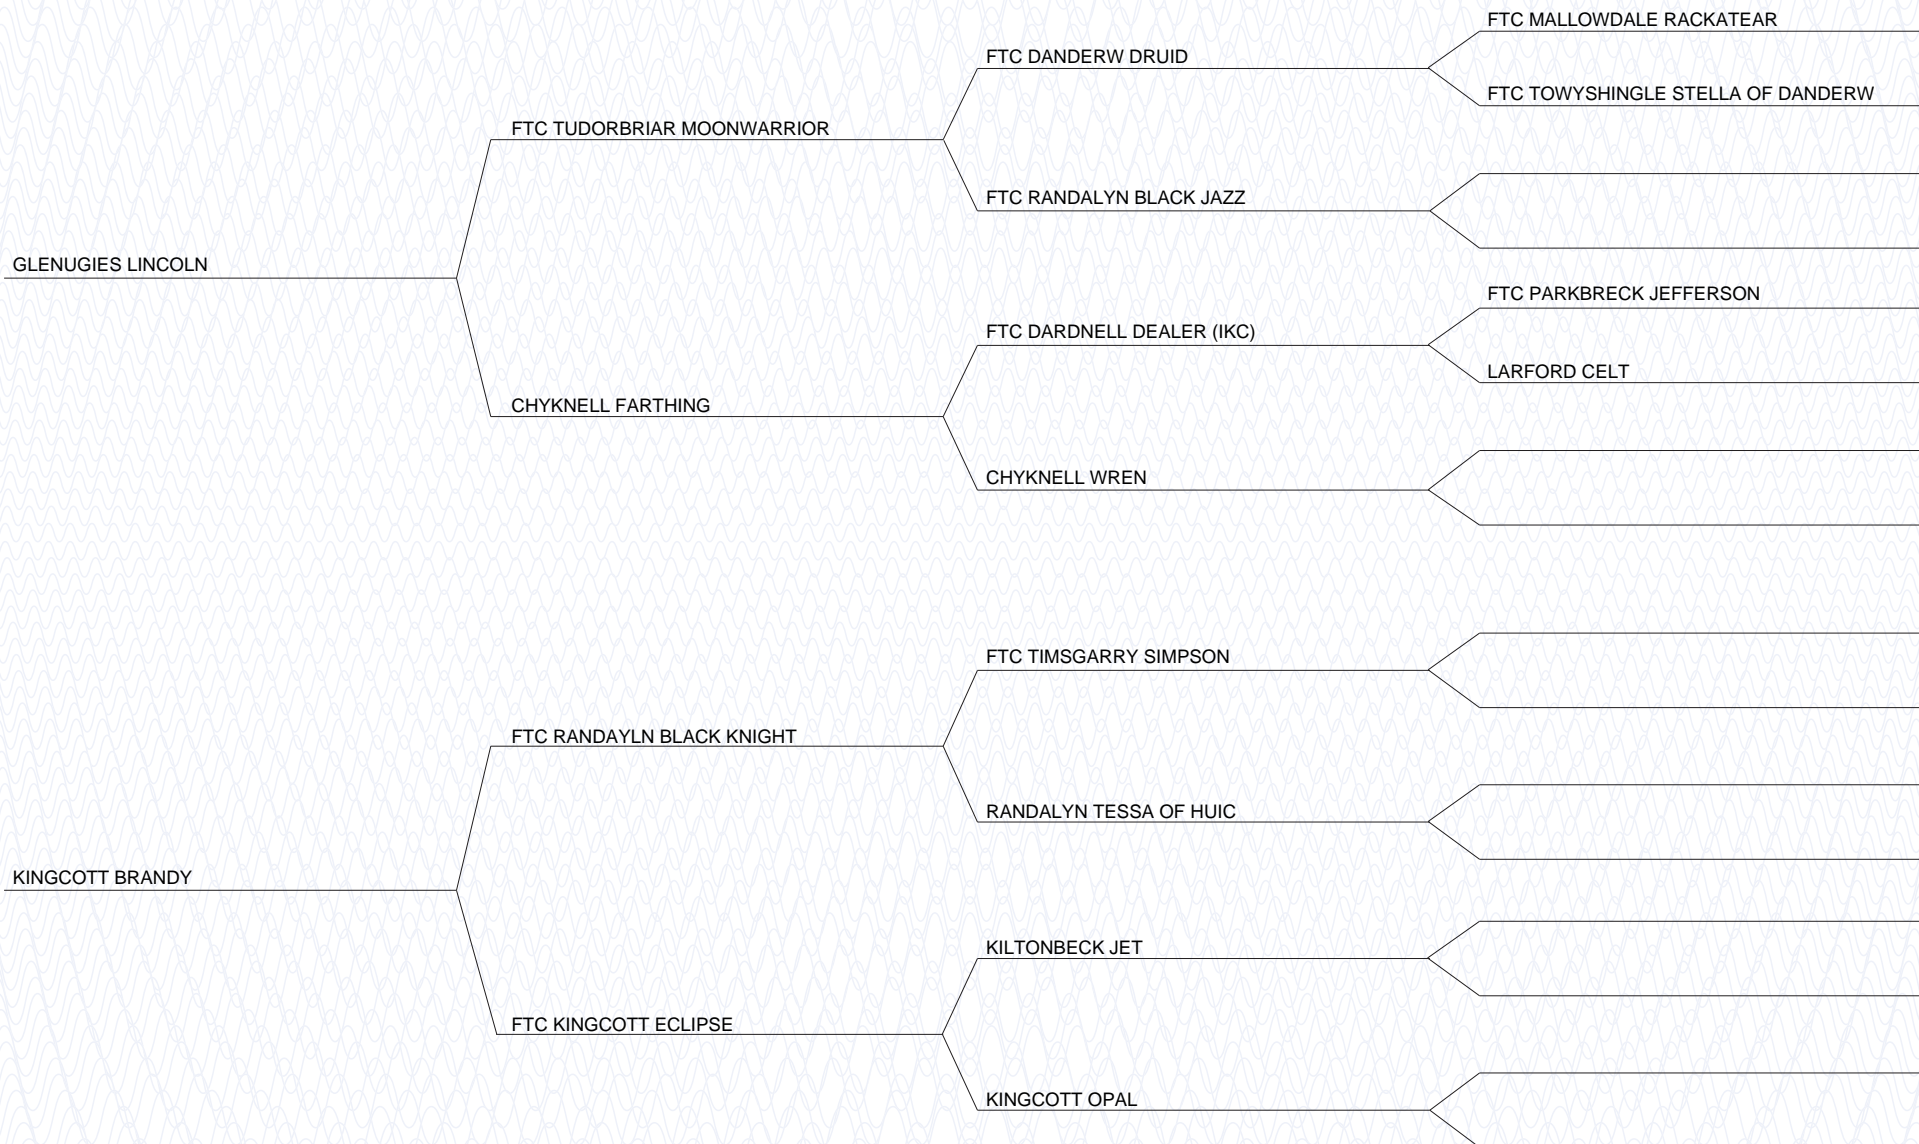 FTC MALLOWDALE RACKATEAR
FTC DANDERW DRUID
FTC TOWYSHINGLE STELLA OF DANDERW
FTC TUDORBRIAR MOONWARRIOR
FTC RANDALYN BLACK JAZZ
GLENUGIES LINCOLN
FTC PARKBRECK JEFFERSON
FTC DARDNELL DEALER (IKC)
LARFORD CELT
CHYKNELL FARTHING
CHYKNELL WREN
FTC TIMSGARRY SIMPSON
FTC RANDAYLN BLACK KNIGHT
RANDALYN TESSA OF HUIC
KINGCOTT BRANDY
KILTONBECK JET
FTC KINGCOTT ECLIPSE
KINGCOTT OPAL